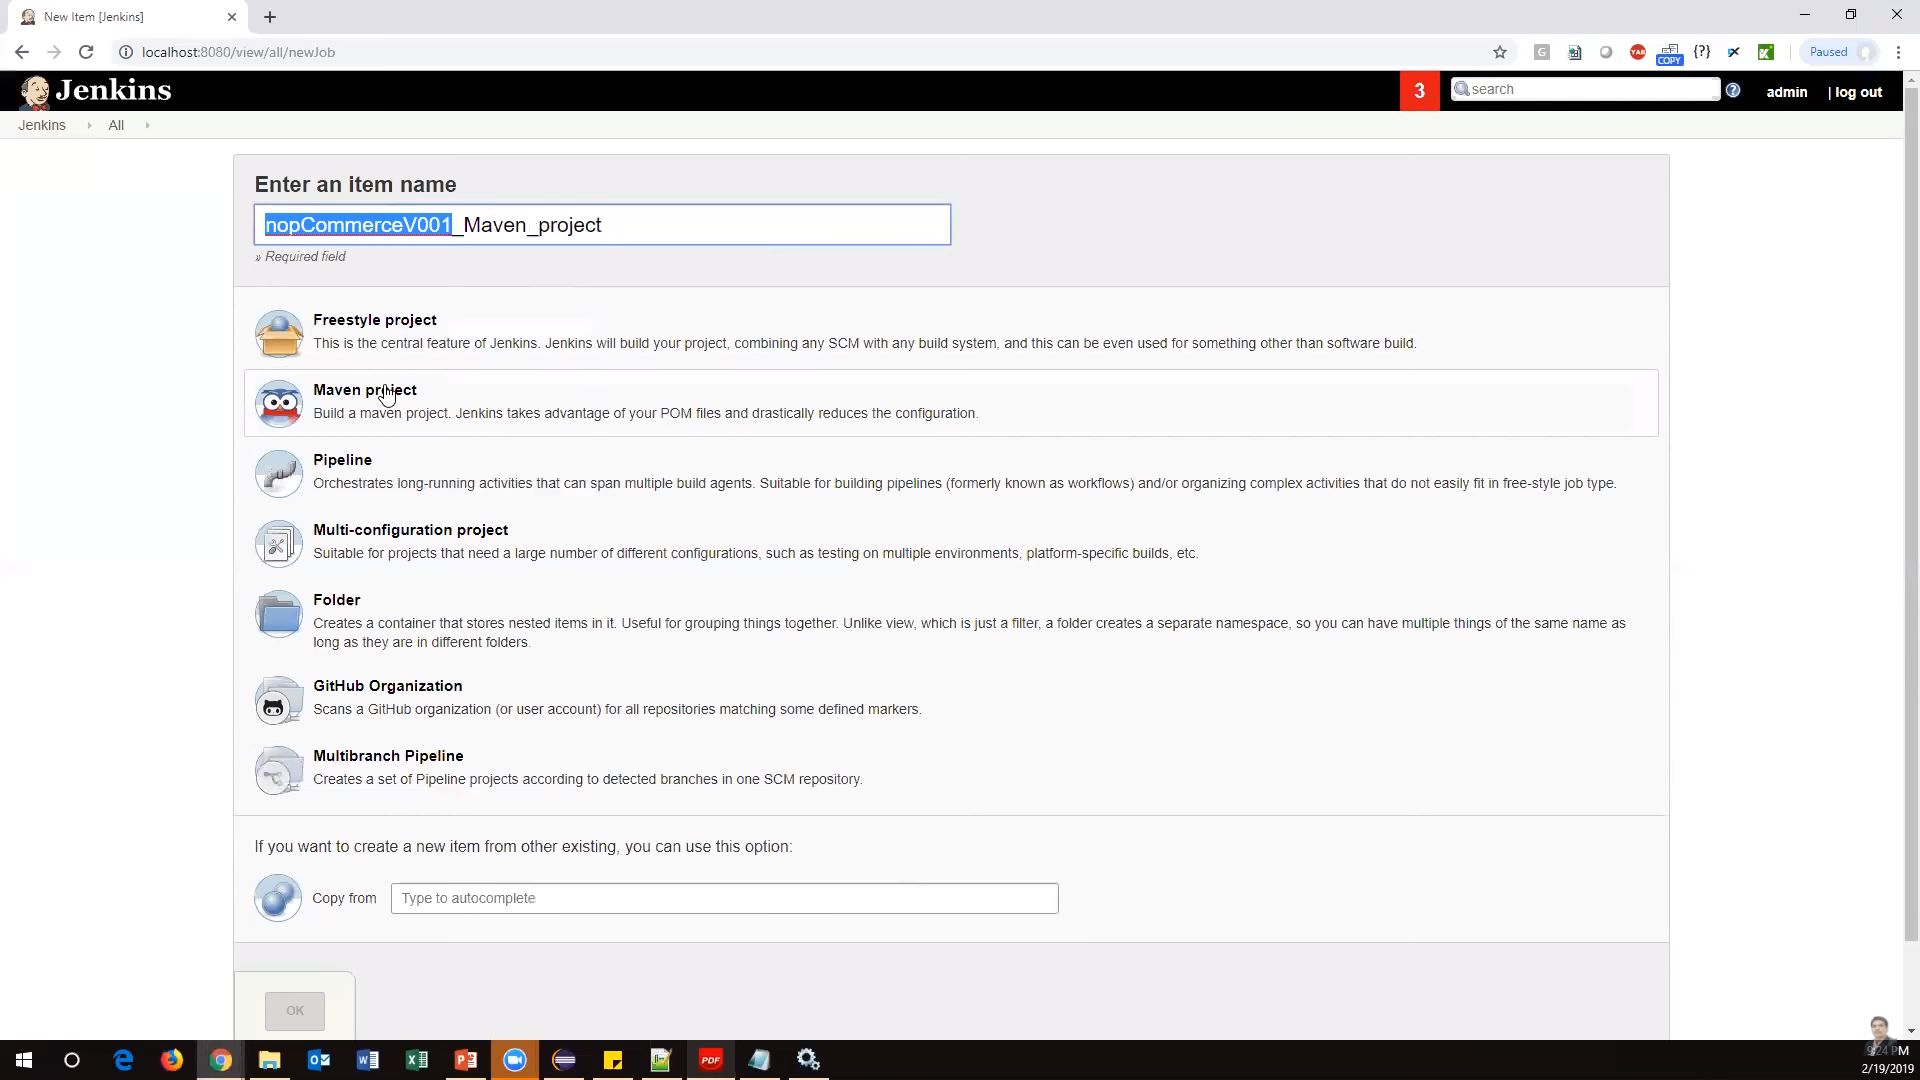 New Item [Jenkins]
localhost:8080/view/all/newJob
G
YAB
COPY
{?}
Paused
Jenkins
3
search
?
admin
| log out
Jenkins
All
Enter an item name
nopCommerceV001_Maven_project
» Required field
Freestyle project
This is the central feature of Jenkins. Jenkins will build your project, combining any SCM with any build system, and this can be even used for something other than software build.
Maven project
Build a maven project. Jenkins takes advantage of your POM files and drastically reduces the configuration.
Pipeline
Orchestrates long-running activities that can span multiple build agents. Suitable for building pipelines (formerly known as workflows) and/or organizing complex activities that do not easily fit in free-style job type.
Multi-configuration project
Suitable for projects that need a large number of different configurations, such as testing on multiple environments, platform-specific builds, etc.
Folder
Creates a container that stores nested items in it. Useful for grouping things together. Unlike view, which is just a filter, a folder creates a separate namespace, so you can have multiple things of the same name as
long as they are in different folders.
GitHub Organization
Scans a GitHub organization (or user account) for all repositories matching some defined markers.
Multibranch Pipeline
Creates a set of Pipeline projects according to detected branches in one SCM repository.
If you want to create a new item from other existing, you can use this option:
Copy from
Type to autocomplete
OK
PDF
9:24 PM
2/19/2019